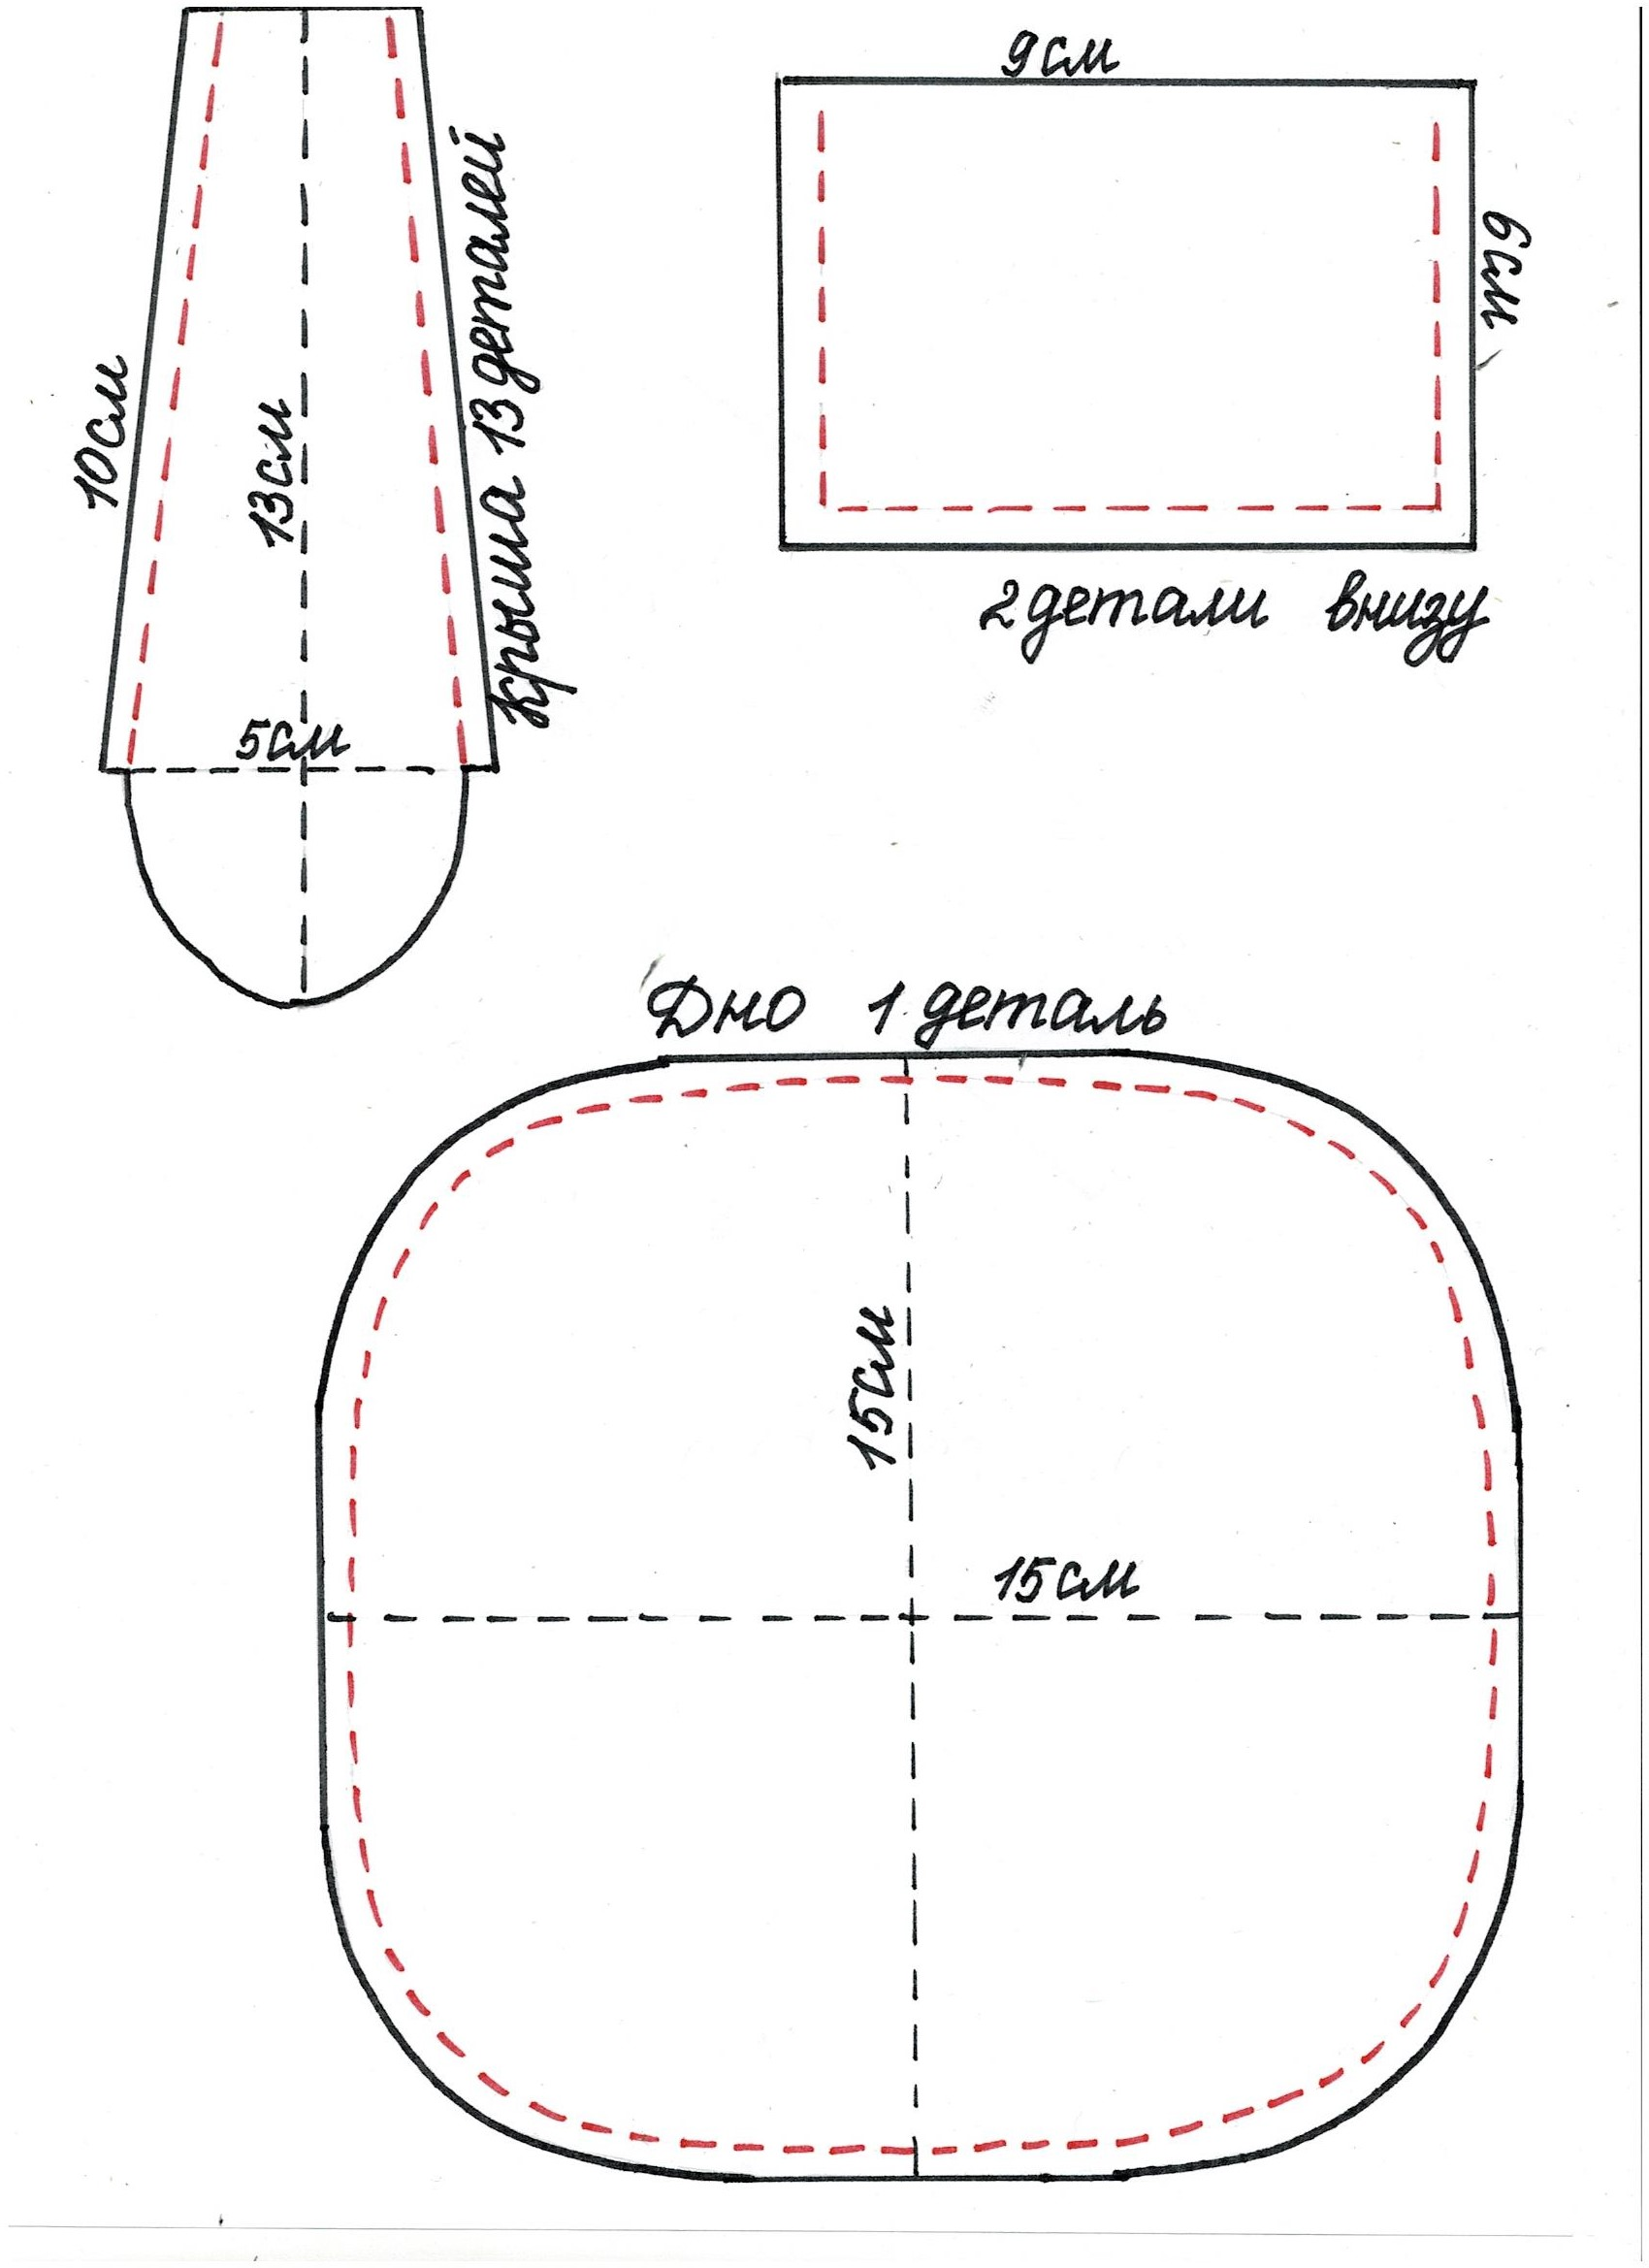 10см
13см
5см
Крыша 13 деталей
9см
6см
2 детали внизу
Дно 1 деталь
15см
15см